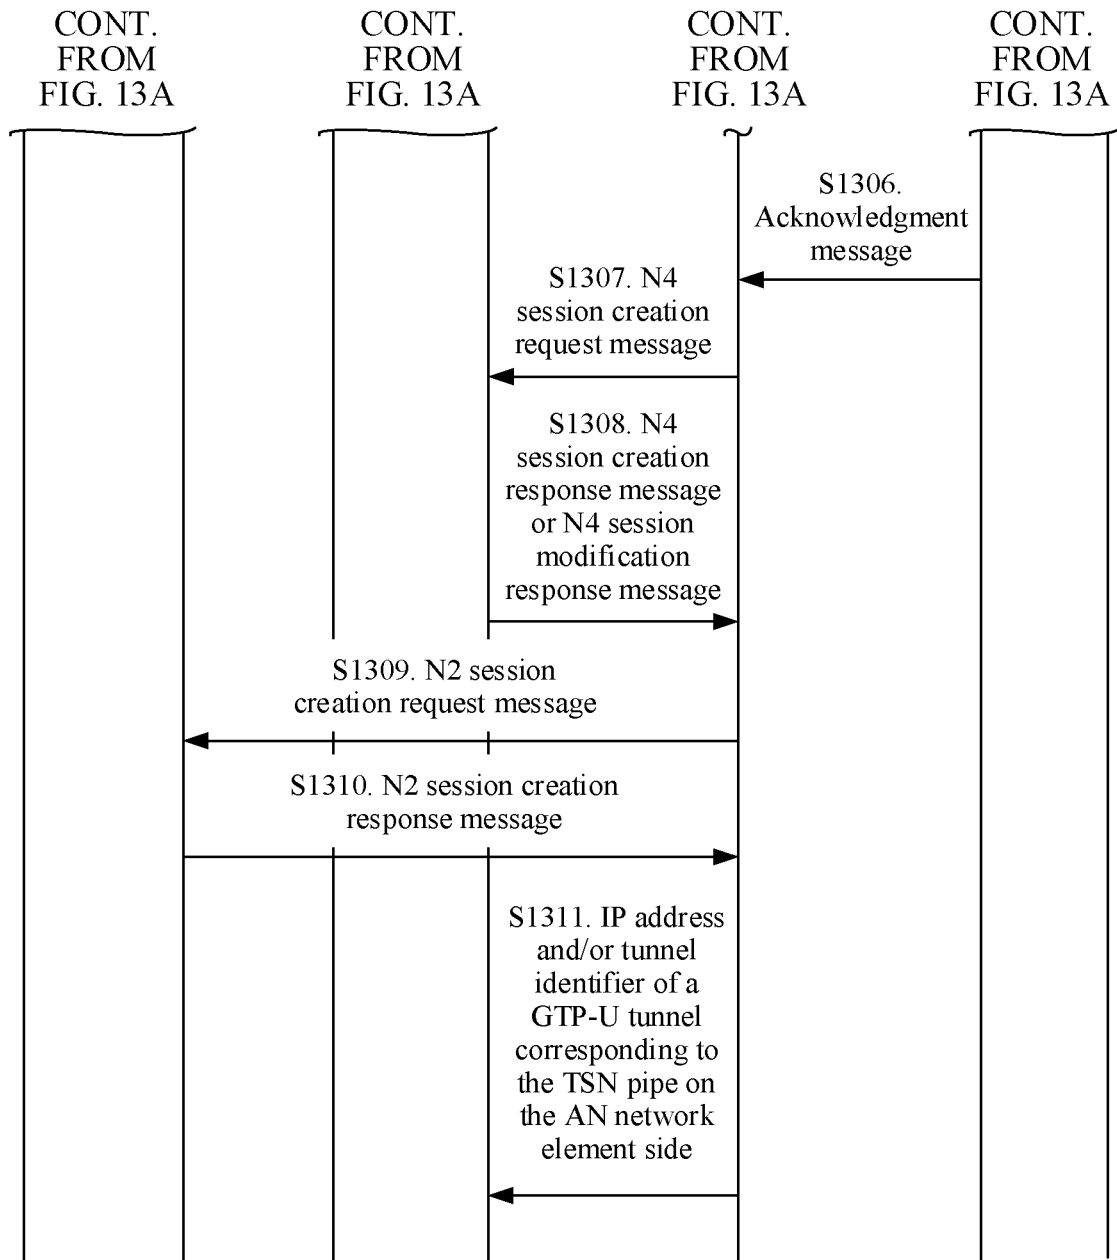 CONT.
FROM
FIG. 13A
CONT.
FROM
FIG. 13A
CONT.
FROM
FIG. 13A
CONT.
FROM
FIG. 13A
S1306.
Acknowledgment
message
S1307. N4
session creation
request message
S1308. N4
session creation
response message
or N4 session
modification
response message
S1309. N2 session
creation request message
S1310. N2 session creation
response message
S1311. IP address
and/or tunnel
identifier of a
GTP-U tunnel
corresponding to
the TSN pipe on
the AN network
element side